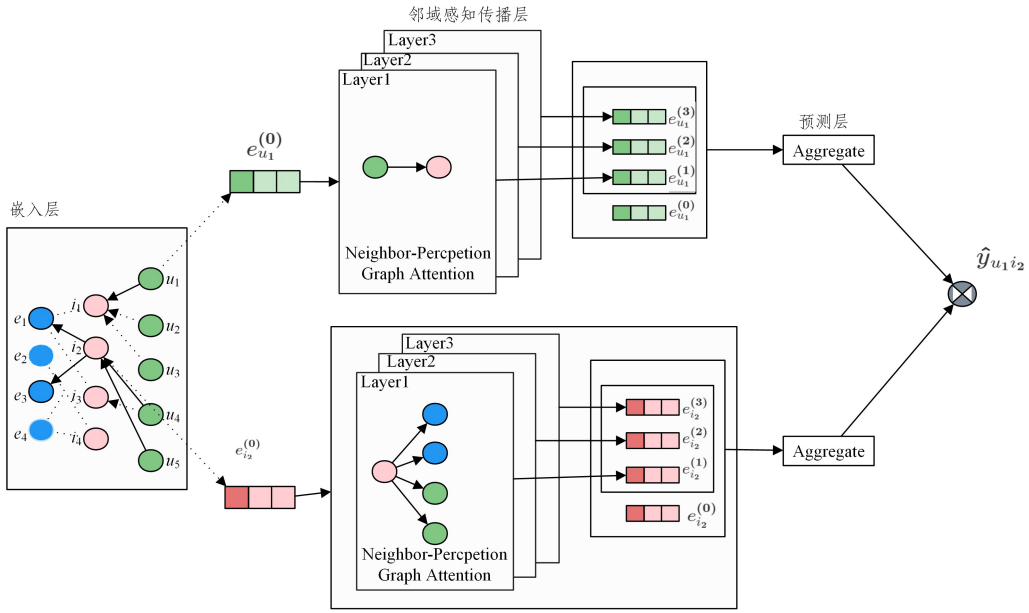 邻域感知传播层
Layer3
Layer2
Layer1
Neighbor-Percpetion
Graph Attention
e_{u_1}^{(0)}
e_{u_1}^{(3)}
e_{u_1}^{(2)}
e_{u_1}^{(1)}
e_{u_1}^{(0)}
预测层
Aggregate
ŷ_{u_1 i_2}
嵌入层
u_1
i_1
e_1
u_2
i_2
e_2
u_3
e_3
i_3
u_4
e_4
i_4
u_5
e_{i_2}^{(0)}
Layer3
Layer2
Layer1
Neighbor-Percpetion
Graph Attention
e_{i_2}^{(3)}
e_{i_2}^{(2)}
e_{i_2}^{(1)}
e_{i_2}^{(0)}
Aggregate